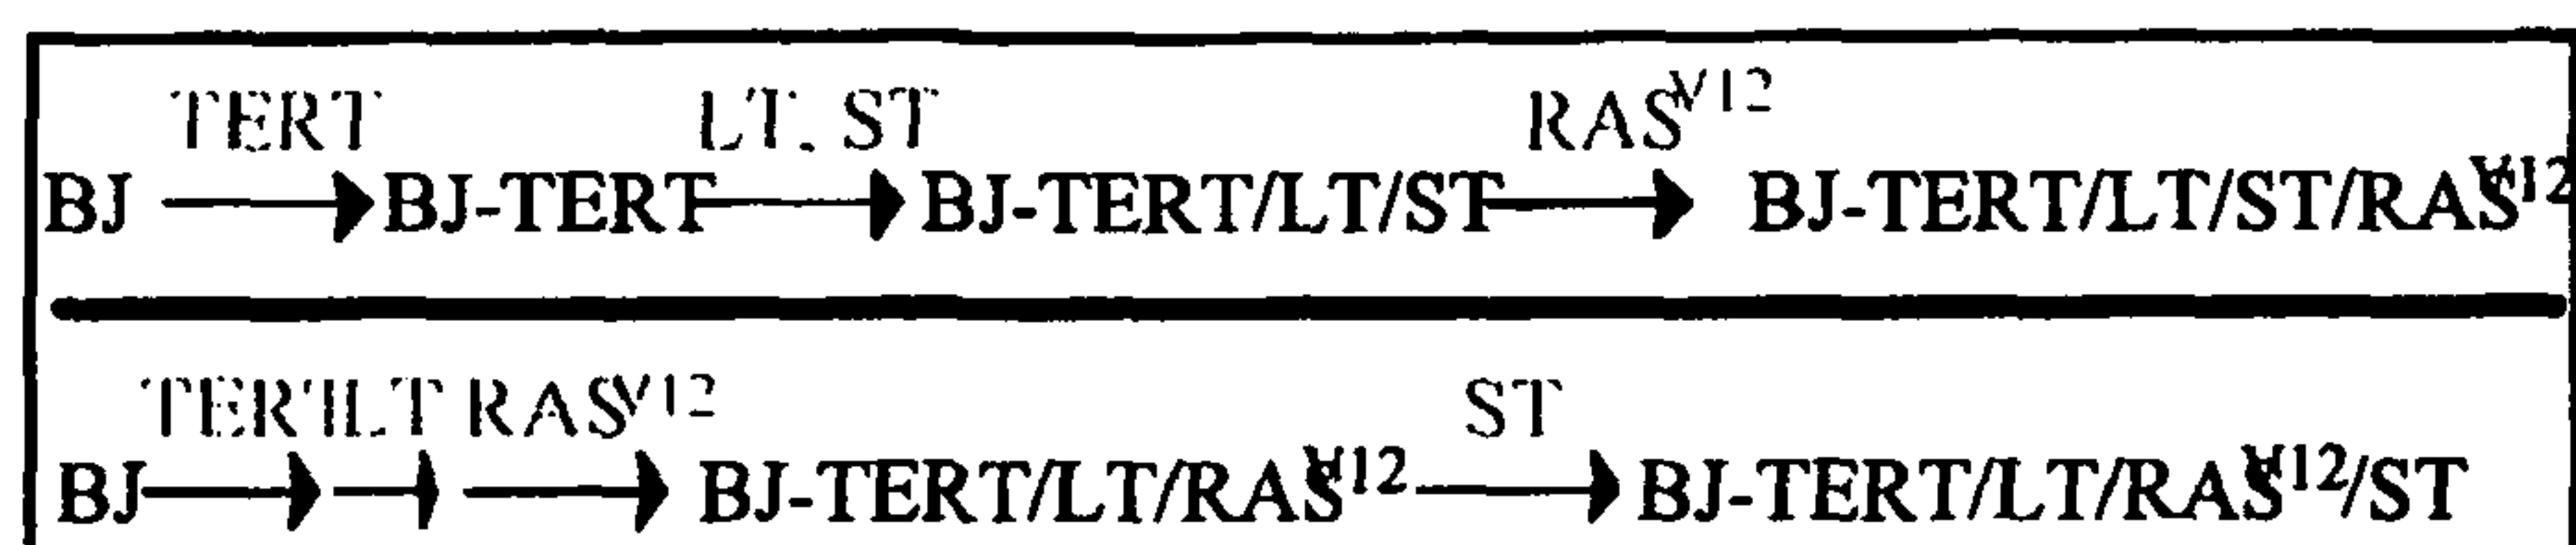 TERT LT, ST RAS^V12
BJ BJ-TERT BJ-TERT/LT/ST BJ-TERT/LT/ST/RAS^V12
TERT LT RAS^V12 ST
BJ BJ-TERT/LT/RAS^V12 BJ-TERT/LT/RAS^V12/ST